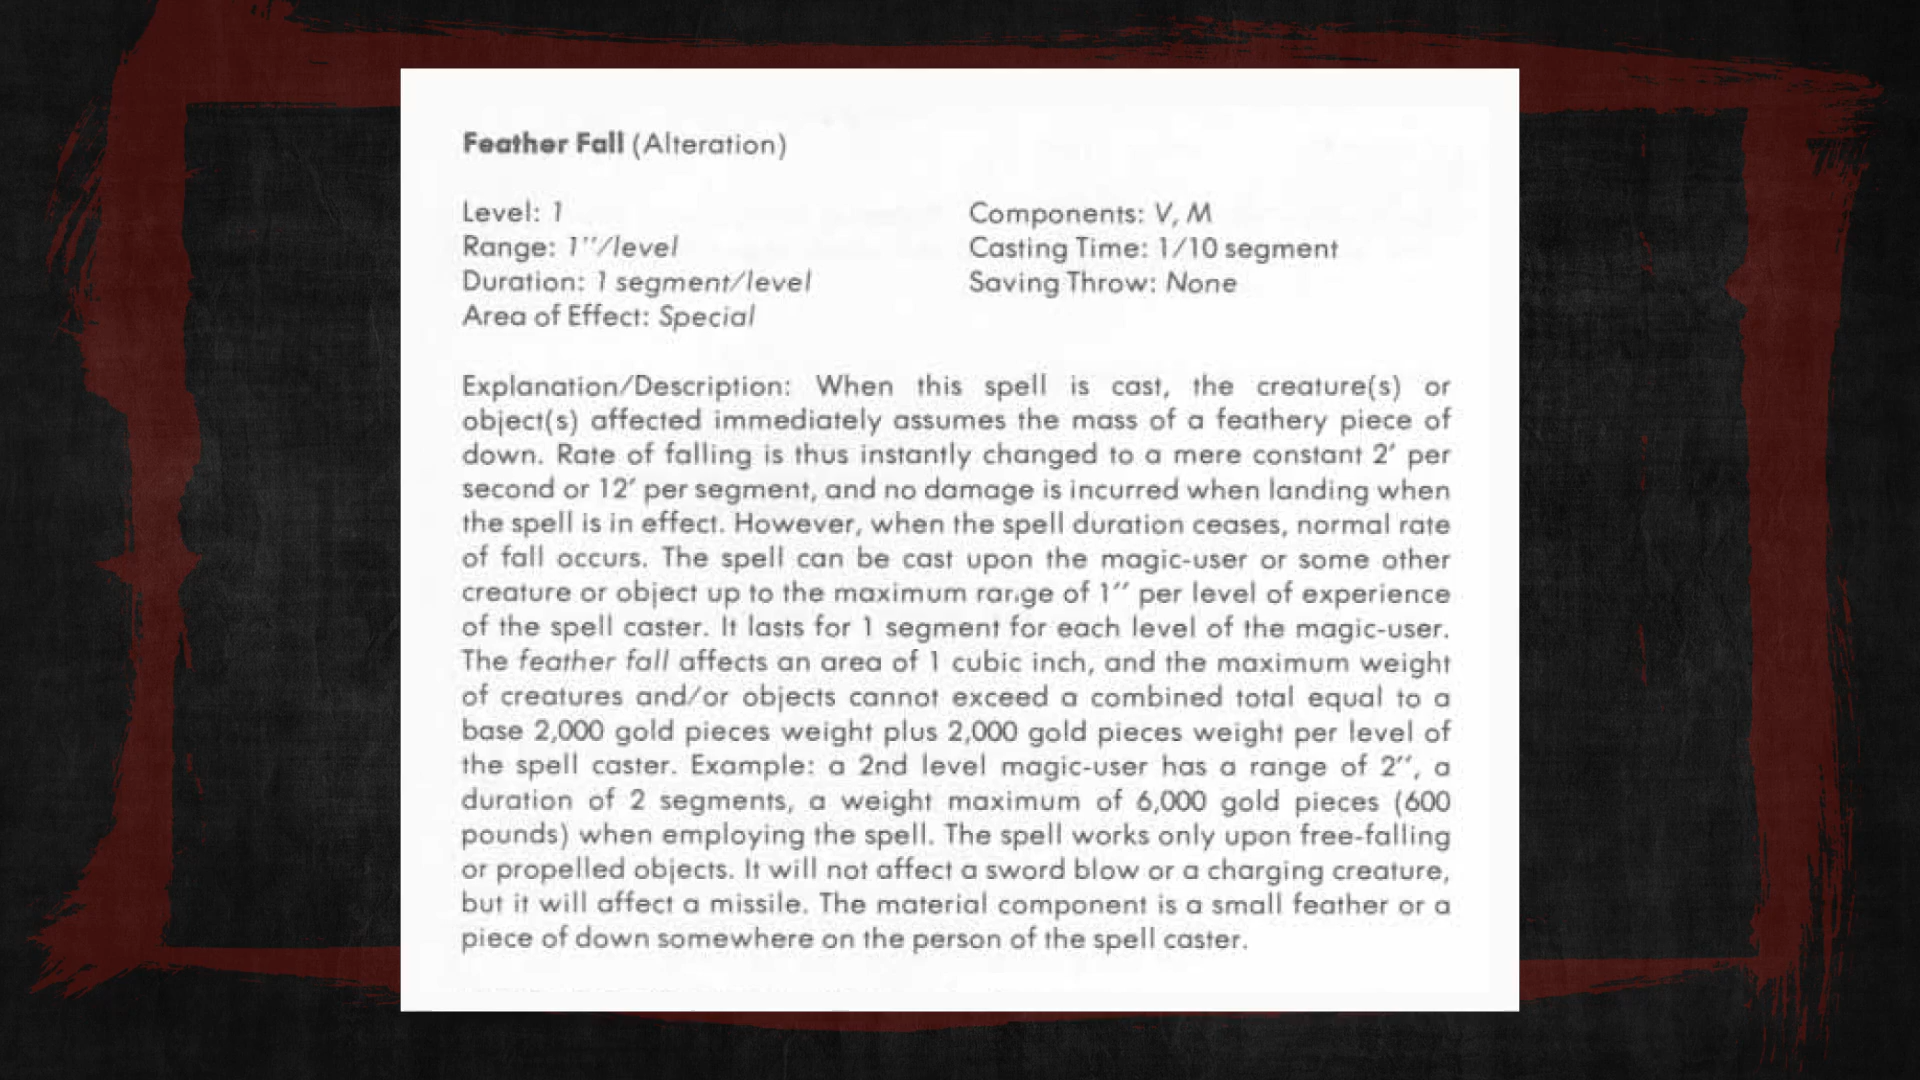 Feather Fall (Alteration)
Level: 1
Components: V, M
Range: 1″/level
Casting Time: 1/10 segment
Duration: 1 segment/level
Saving Throw: None
Area of Effect: Special
Explanation/Description: When this spell is cast, the creature(s) or
object(s) affected immediately assumes the mass of a feathery piece of
down. Rate of falling is thus instantly changed to a mere constant 2′ per
second or 12′ per segment, and no damage is incurred when landing when
the spell is in effect. However, when the spell duration ceases, normal rate
of fall occurs. The spell can be cast upon the magic-user or some other
creature or object up to the maximum rar.ge of 1″ per level of experience
of the spell caster. It lasts for 1 segment for each level of the magic-user.
The feather fall affects an area of 1 cubic inch, and the maximum weight
of creatures and/or objects cannot exceed a combined total equal to a
base 2,000 gold pieces weight plus 2,000 gold pieces weight per level of
the spell caster. Example: a 2nd level magic-user has a range of 2″, a
duration of 2 segments, a weight maximum of 6,000 gold pieces (600
pounds) when employing the spell. The spell works only upon free-falling
or propelled objects. It will not affect a sword blow or a charging creature,
but it will affect a missile. The material component is a small feather or a
piece of down somewhere on the person of the spell caster.